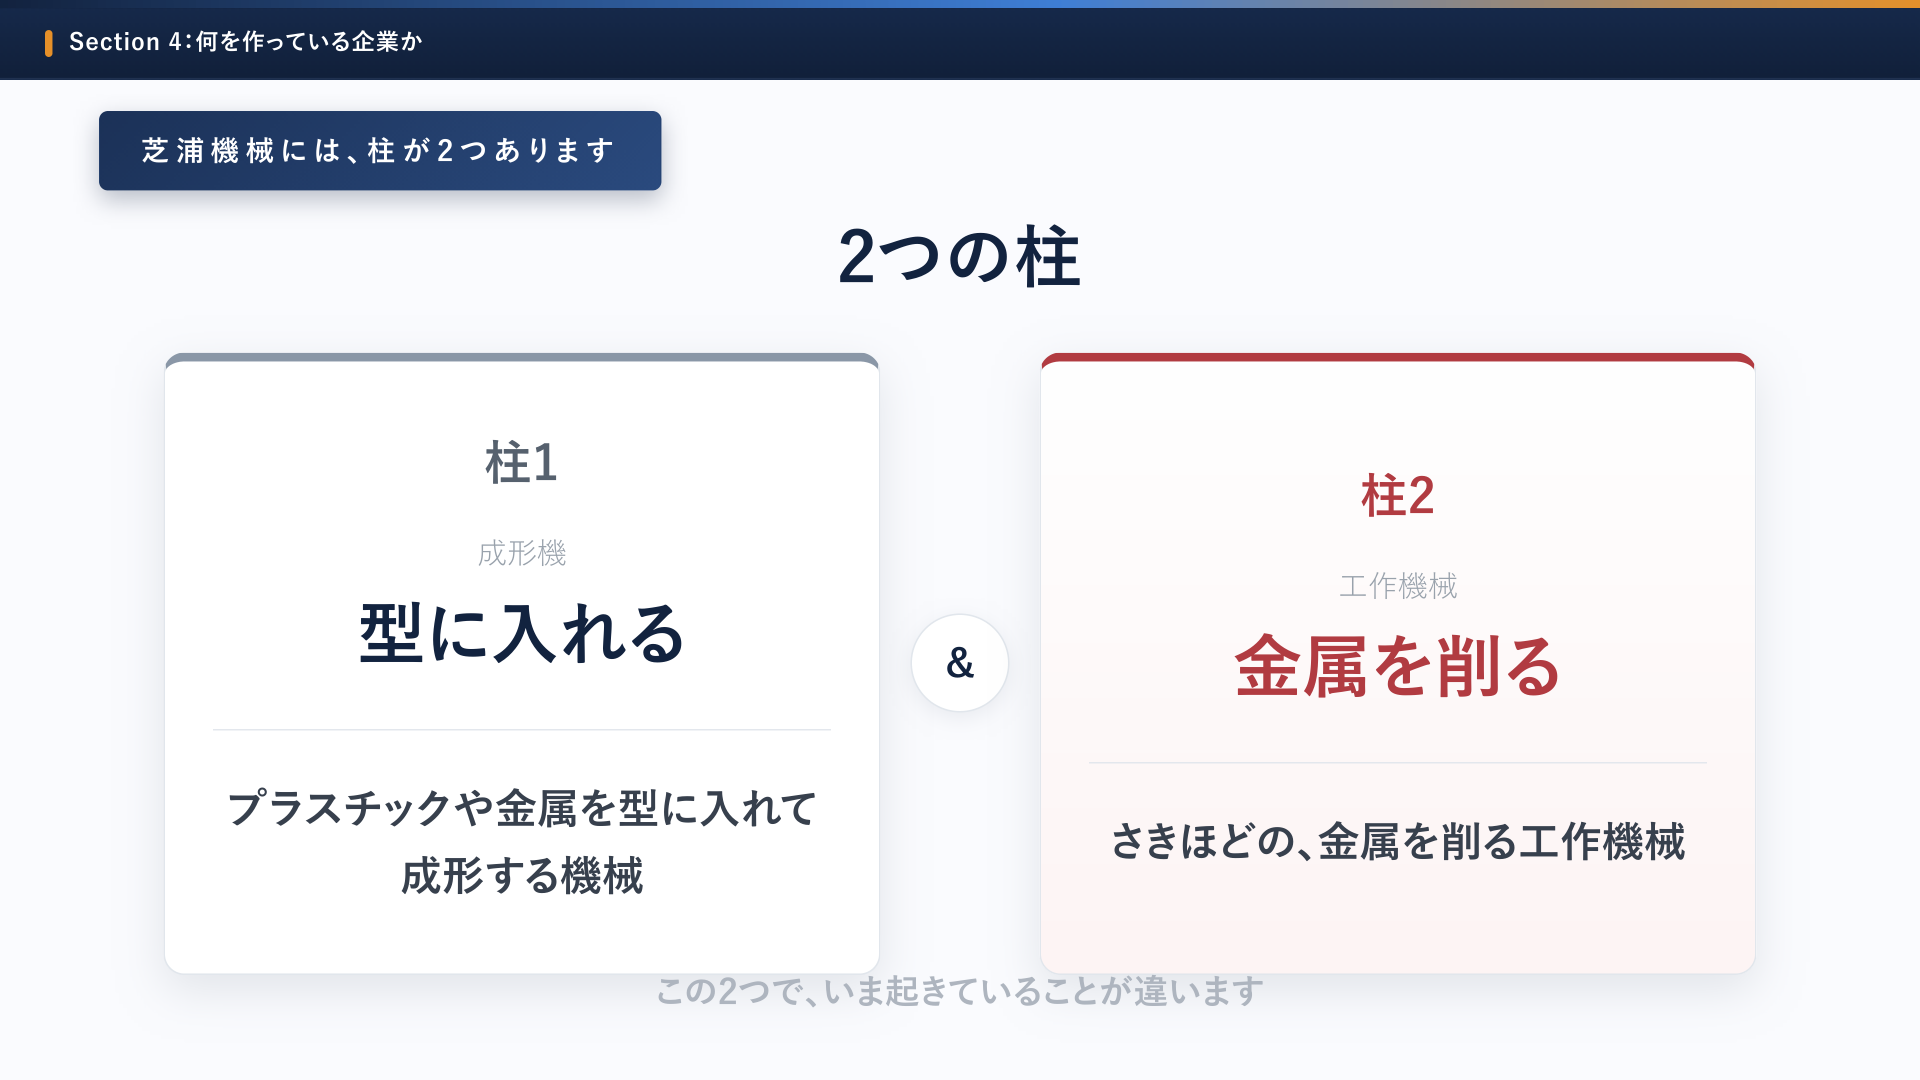 Section 4：何を作っている企業か
芝浦機械には、柱が2つあります
2つの柱
柱1
成形機
型に入れる
プラスチックや金属を型に入れて
成形する機械
&
柱2
工作機械
金属を削る
さきほどの、金属を削る工作機械
この2つで、いま起きていることが違います